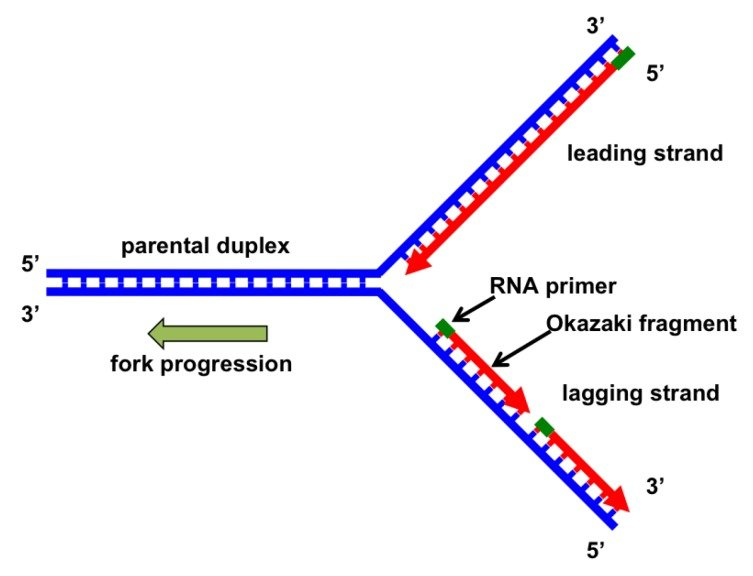 3’
5’
leading strand
parental duplex
5’
3’
RNA primer
Okazaki fragment
fork progression
lagging strand
3’
5’